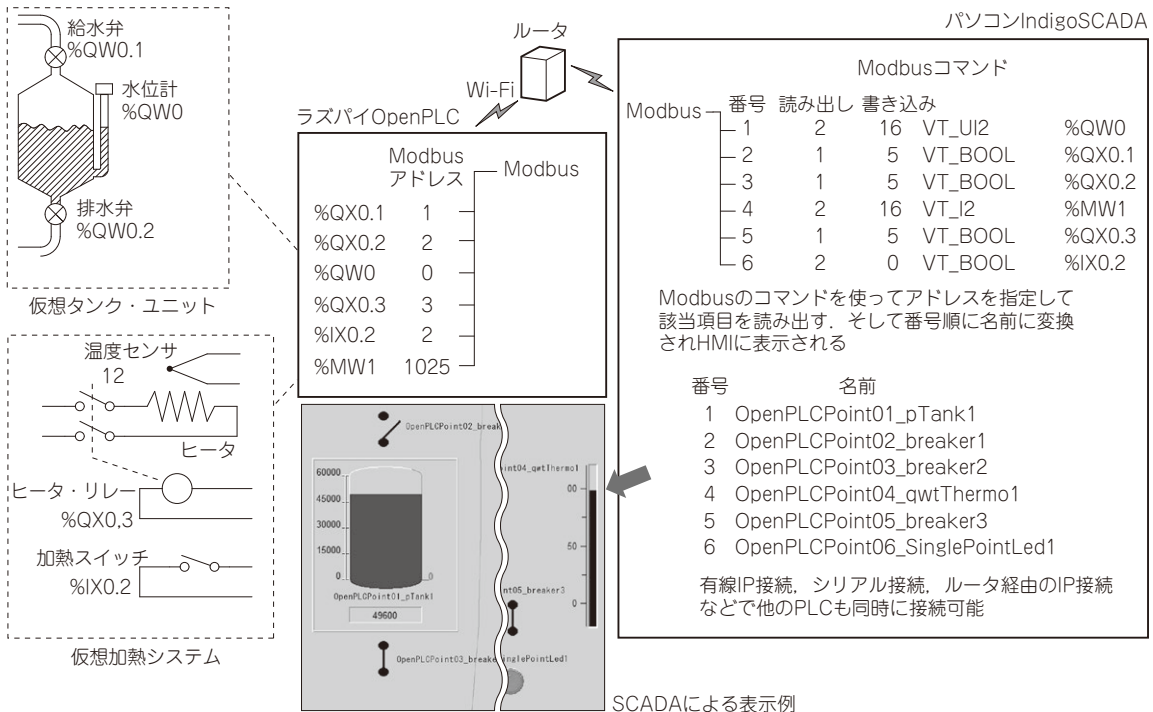 給水弁
%QW0.1
水位計
%QW0
排水弁
%QW0.2
仮想タンク・ユニット
温度センサ
12
ヒータ
ヒータ・リレー
%QX0,3
加熱スイッチ
%IX0.2
仮想加熱システム
ルータ
Wi-Fi
ラズパイOpenPLC
Modbus
アドレス
Modbus
%QX0.1 1
%QX0.2 2
%QW0 0
%QX0.3 3
%IX0.2 2
%MW1 1025
OpenPLCPoint02_break
60000
45000
30000
15000
0
0
OpenPLCPoint01_pTank1
49600
OpenPLCPoint03_breake
int04_qwtThermo1
00
50
0
nt05_breaker3
inglePointLed1
SCADAによる表示例
パソコンIndigoSCADA
Modbusコマンド
Modbus
番号 読み出し 書き込み
1 2 16 VT_UI2 %QW0
2 1 5 VT_BOOL %QX0.1
3 1 5 VT_BOOL %QX0.2
4 2 16 VT_I2 %MW1
5 1 5 VT_BOOL %QX0.3
6 2 0 VT_BOOL %IX0.2
Modbusのコマンドを使ってアドレスを指定して
該当項目を読み出す．そして番号順に名前に変換
されHMIに表示される
番号 名前
1 OpenPLCPoint01_pTank1
2 OpenPLCPoint02_breaker1
3 OpenPLCPoint03_breaker2
4 OpenPLCPoint04_qwtThermo1
5 OpenPLCPoint05_breaker3
6 OpenPLCPoint06_SinglePointLed1
有線IP接続，シリアル接続，ルータ経由のIP接続
などで他のPLCも同時に接続可能